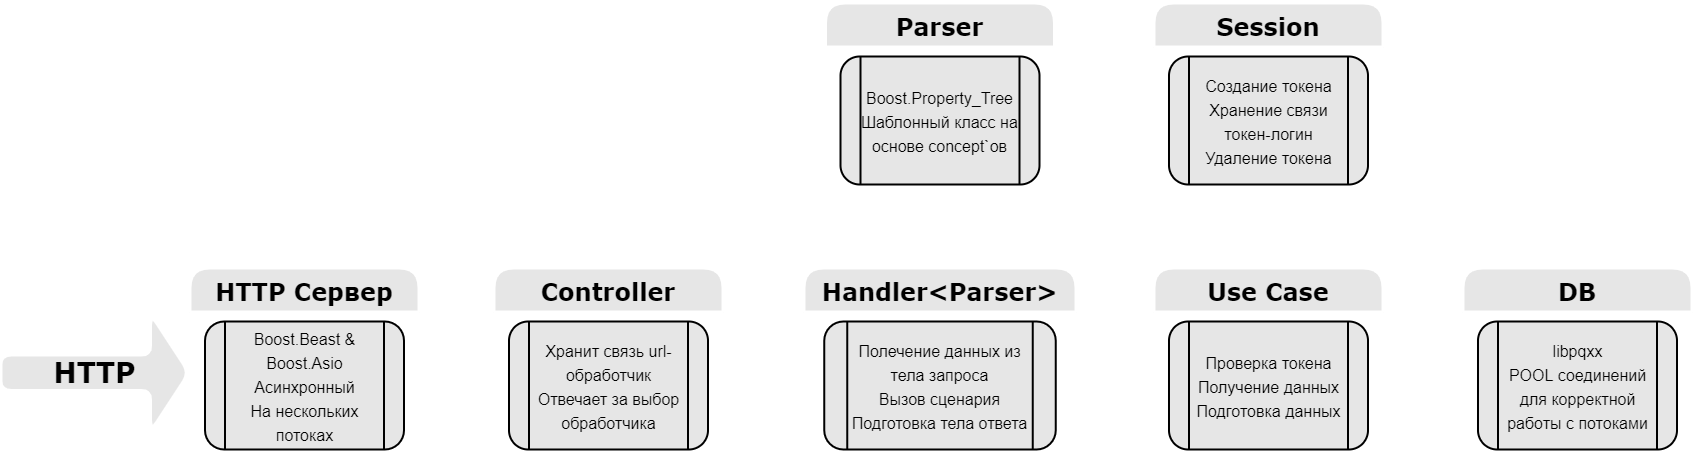 Parser
Boost.Property_Tree
Шаблонный класс на
основе concept`ов
Session
Создание токена
Хранение связи
токен-логин
Удаление токена
HTTP
HTTP Сервер
Boost.Beast &
Boost.Asio
Асинхронный
На нескольких
потоках
Controller
Хранит связь url-
обработчик
Отвечает за выбор
обработчика
Handler<Parser>
Полечение данных из
тела запроса
Вызов сценария
Подготовка тела ответа
Use Case
Проверка токена
Получение данных
Подготовка данных
DB
libpqxx
POOL соединений
для корректной
работы с потоками